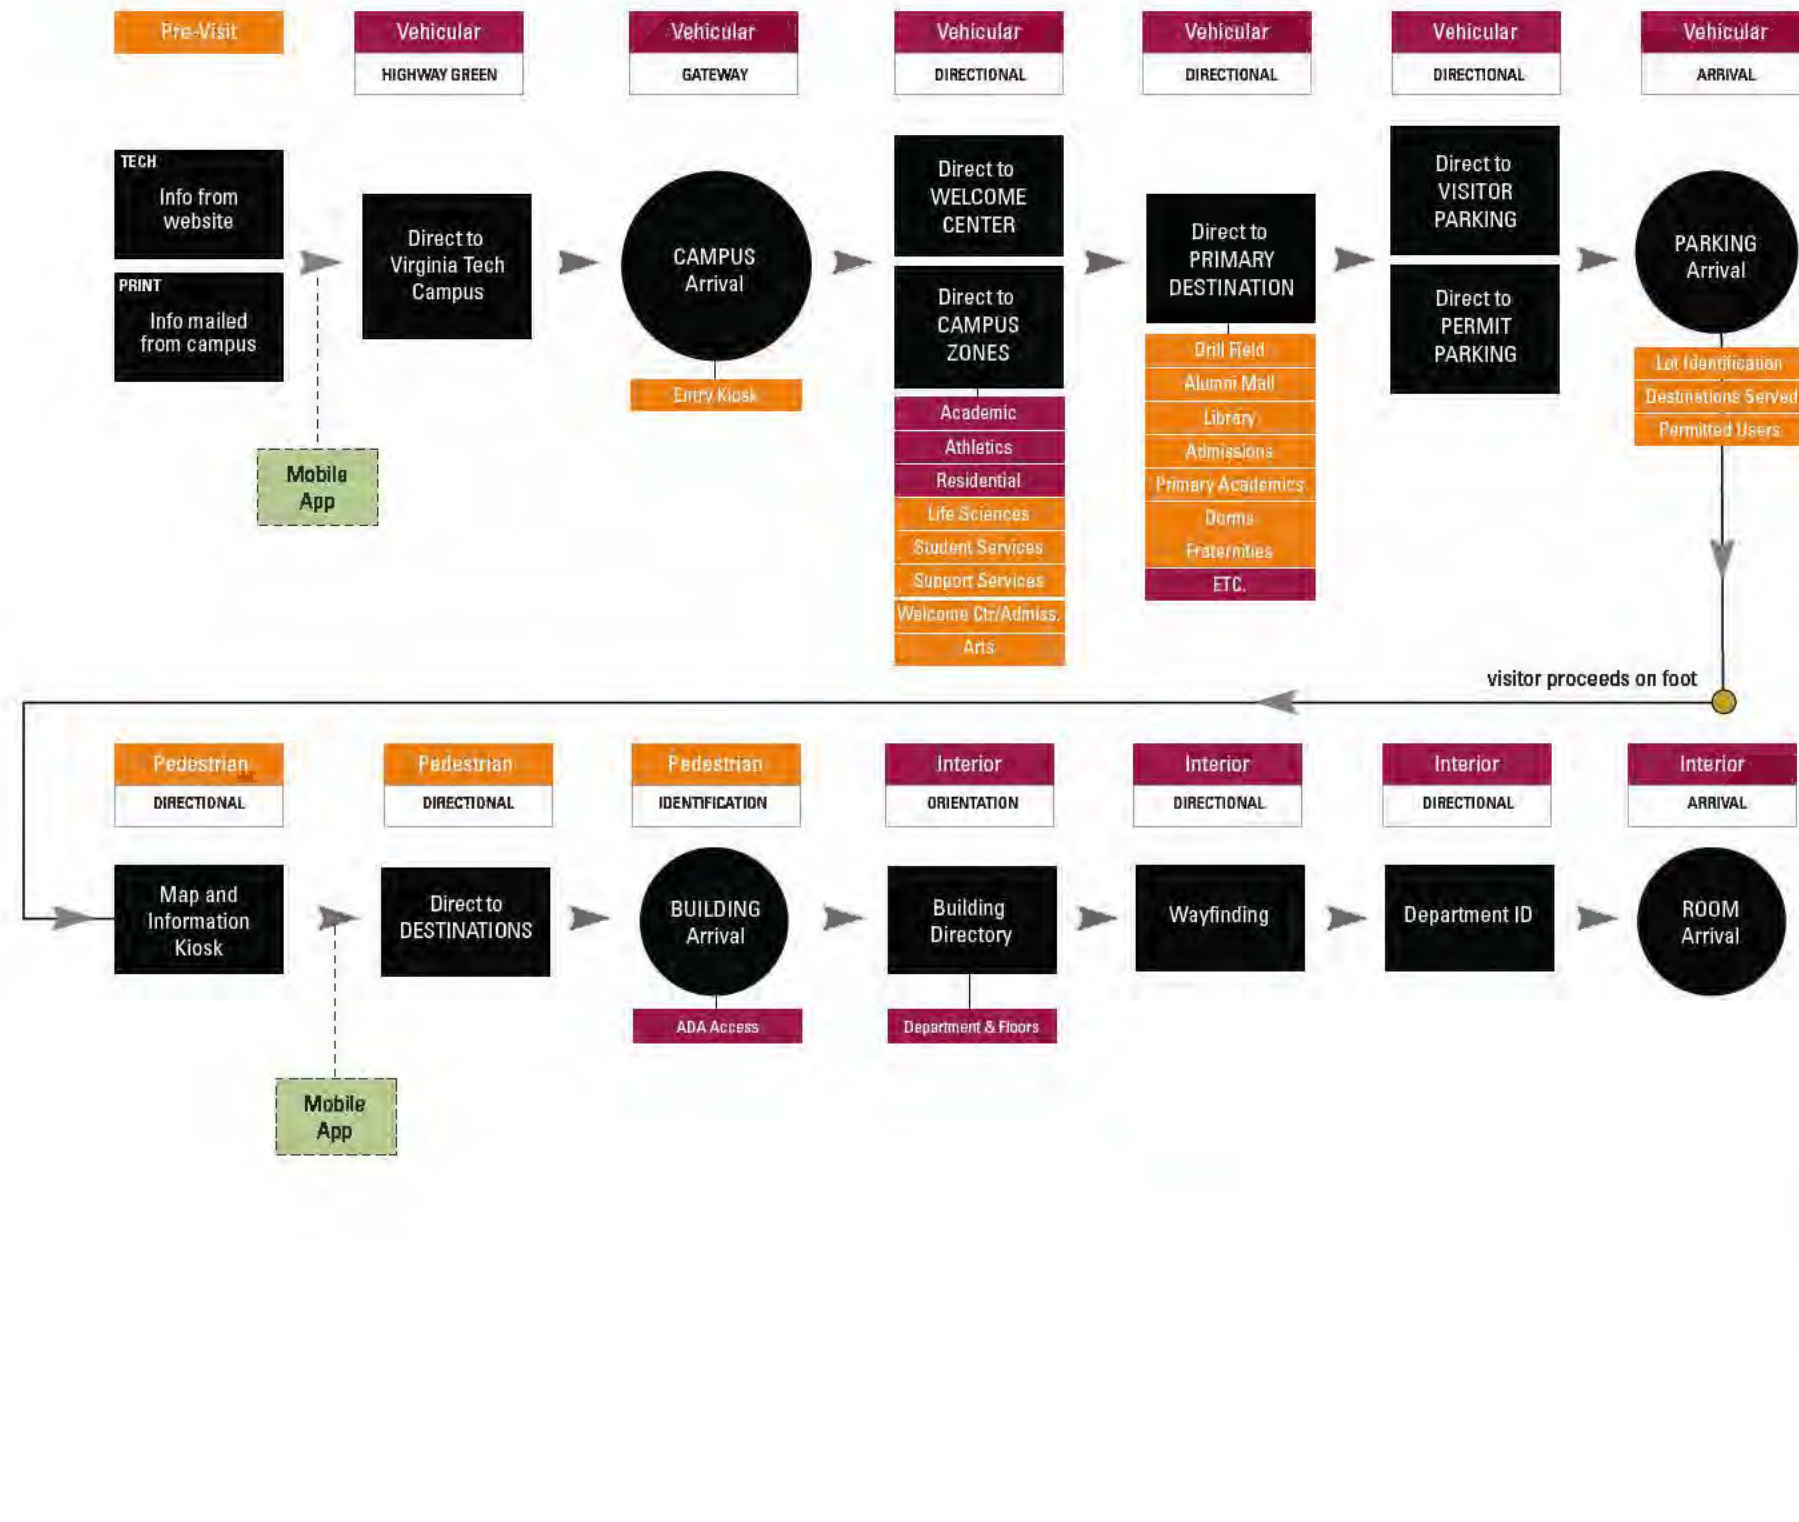 Pre-Visit
Vehicular
HIGHWAY GREEN
Vehicular
GATEWAY
Vehicular
DIRECTIONAL
Vehicular
DIRECTIONAL
Vehicular
DIRECTIONAL
Vehicular
ARRIVAL
TECH
Info from
website
PRINT
Info mailed
from campus
Mobile
App
Direct to
Virginia Tech
Campus
CAMPUS
Arrival
Entry Kiosk
Direct to
WELCOME
CENTER
Direct to
CAMPUS
ZONES
Academic
Athletics
Residential
Life Sciences
Student Services
Support Services
Welcome Ctr/Admiss.
Arts
Direct to
PRIMARY
DESTINATION
Drill Field
Alumni Mall
Library
Admissions
Primary Academics
Dorms
Fraternities
ETC.
Direct to
VISITOR
PARKING
Direct to
PERMIT
PARKING
PARKING
Arrival
Lot Identification
Destinations Served
Permitted Users
visitor proceeds on foot
Pedestrian
DIRECTIONAL
Pedestrian
DIRECTIONAL
Pedestrian
IDENTIFICATION
Interior
ORIENTATION
Interior
DIRECTIONAL
Interior
DIRECTIONAL
Interior
ARRIVAL
Map and
Information
Kiosk
Mobile
App
Direct to
DESTINATIONS
BUILDING
Arrival
ADA Access
Building
Directory
Department & Floors
Wayfinding
Department ID
ROOM
Arrival